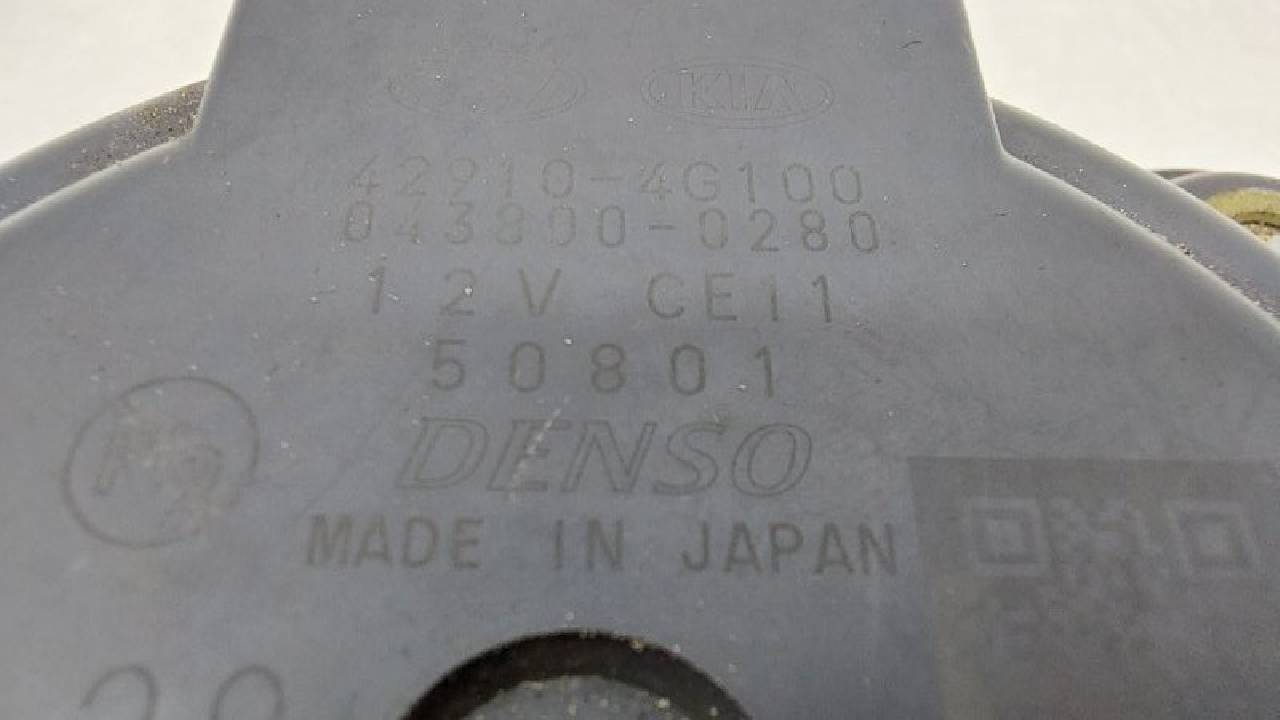 KIA
42910-4G100
043800-0280
12V CE11
50801
DENSO
MADE IN JAPAN